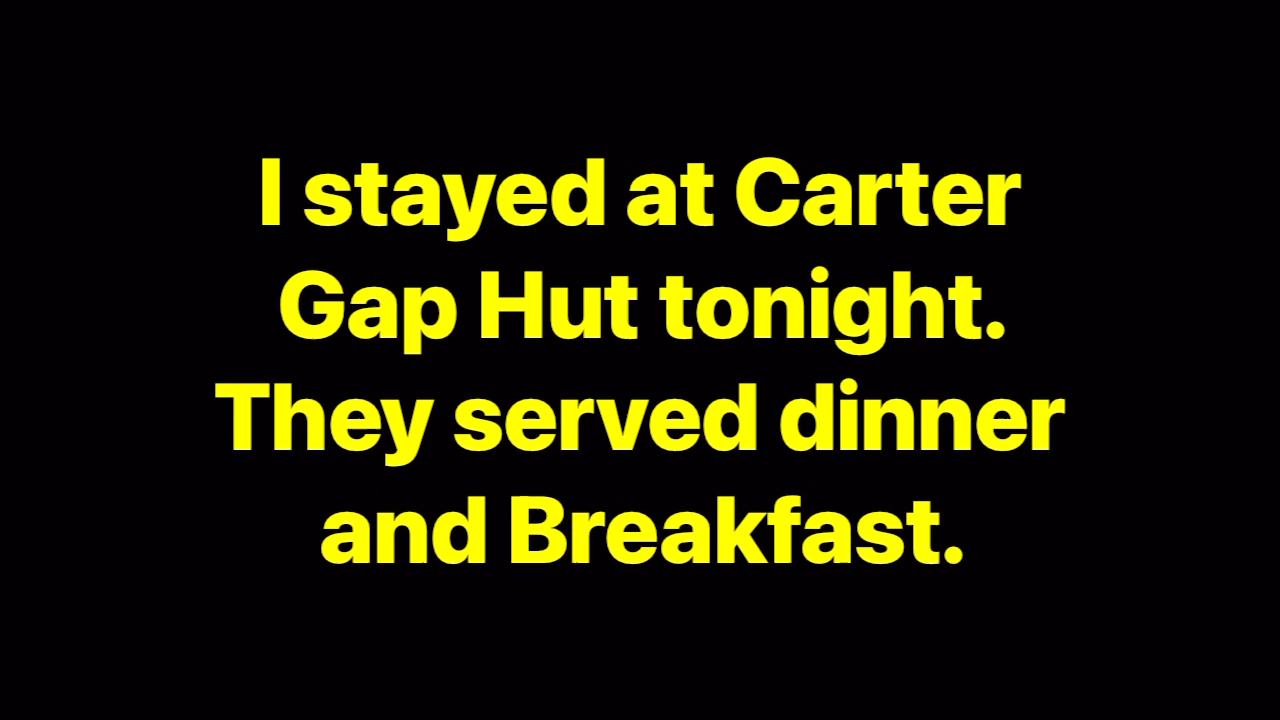 I stayed at Carter
Gap Hut tonight.
They served dinner
and Breakfast.